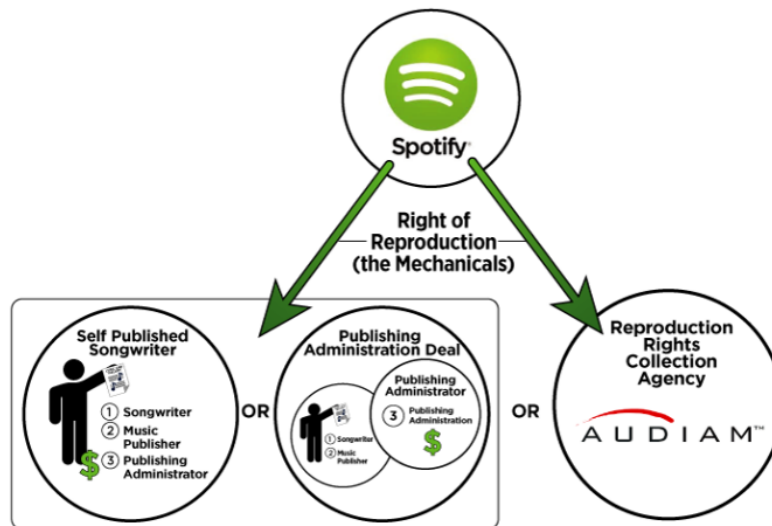 Spotify®
Right of
Reproduction
(the Mechanicals)
Self Published
Songwriter
1 Songwriter
2 Music
Publisher
3 Publishing
Administrator
$
OR
Publishing
Administration Deal
1 Songwriter
2 Music
Publisher
Publishing
Administrator
3 Publishing
Administration
$
OR
Reproduction
Rights
Collection
Agency
AUDIAM™